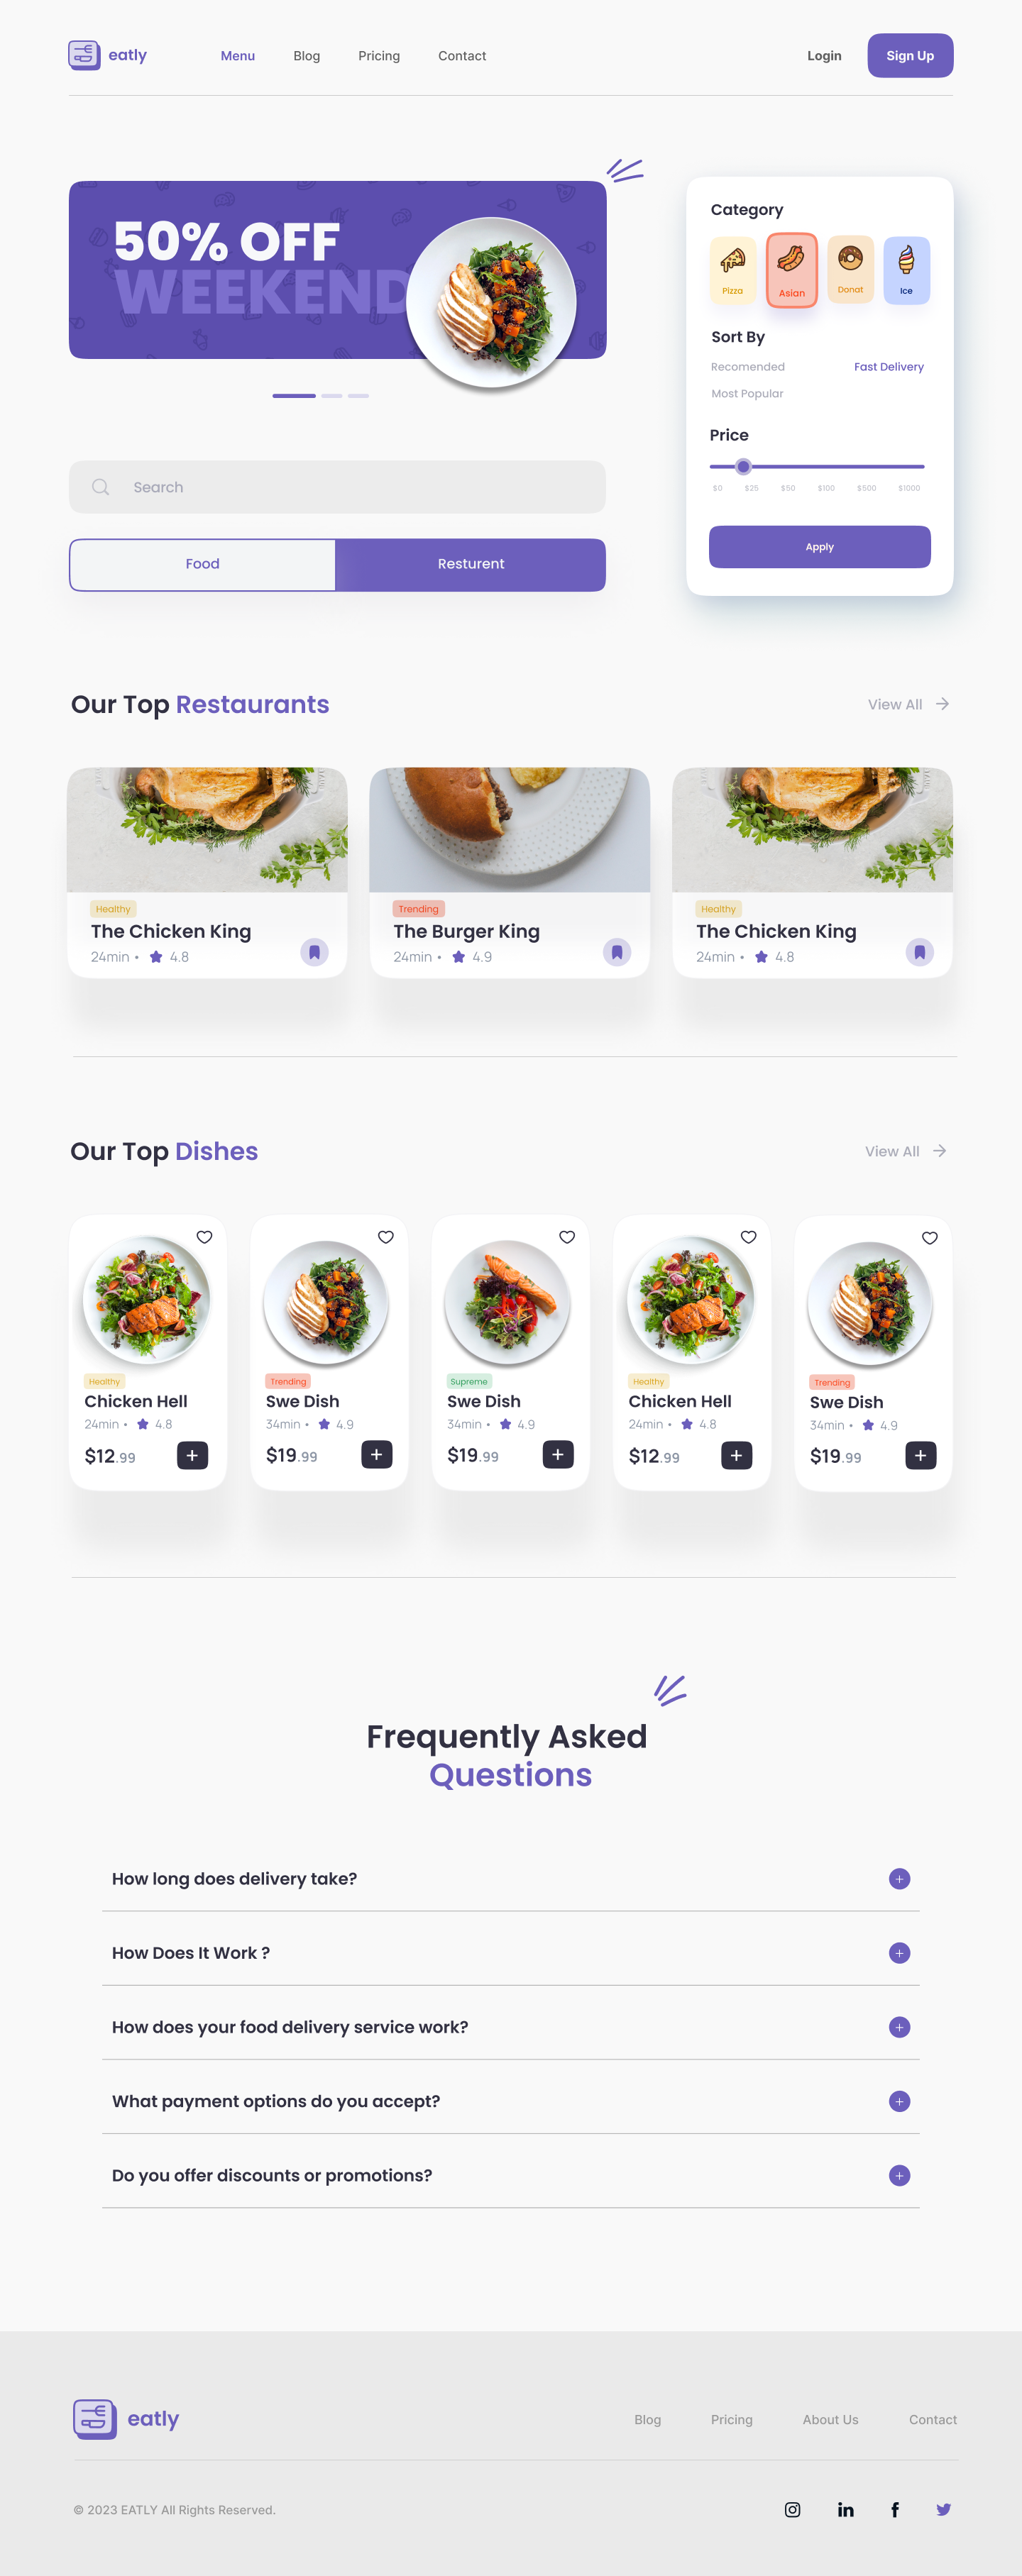 eatly
Menu
Blog
Pricing
Contact
Login
Sign Up
50% OFF
WEEKEND
Category
Pizza
Asian
Donat
Ice
Sort By
Recomended
Fast Delivery
Most Popular
Price
$0
$25
$50
$100
$500
$1000
Apply
Search
Food
Resturent
Our Top Restaurants
View All
Healthy
The Chicken King
24min • 4.8
Trending
The Burger King
24min • 4.9
Healthy
The Chicken King
24min • 4.8
Our Top Dishes
View All
Healthy
Chicken Hell
24min • 4.8
$12.99
Trending
Swe Dish
34min • 4.9
$19.99
Supreme
Swe Dish
34min • 4.9
$19.99
Healthy
Chicken Hell
24min • 4.8
$12.99
Trending
Swe Dish
34min • 4.9
$19.99
Frequently Asked
Questions
How long does delivery take?
How Does It Work ?
How does your food delivery service work?
What payment options do you accept?
Do you offer discounts or promotions?
eatly
Blog
Pricing
About Us
Contact
© 2023 EATLY All Rights Reserved.